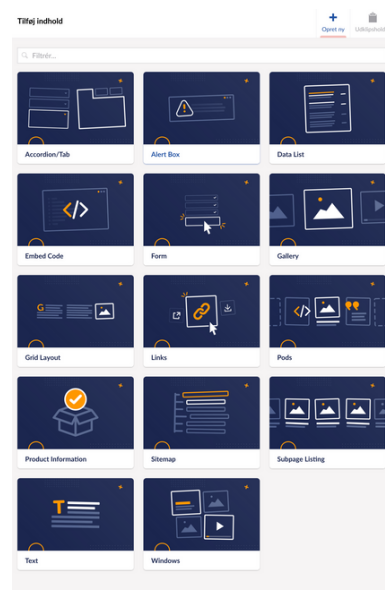 Tilføj indhold
Opret ny
Udklipshold
Filtrér...
Accordion/Tab
Alert Box
Data List
Embed Code
Form
Gallery
Grid Layout
Links
Pods
Product Information
Sitemap
Subpage Listing
Text
Windows